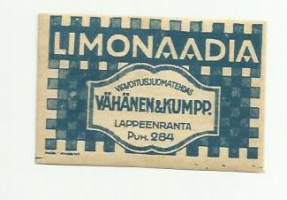 LIMONAADIA
VIRVOITUSJUOMATEHDAS
VÄHÄNEN & KUMPP.
LAPPEENRANTA
PUH. 284